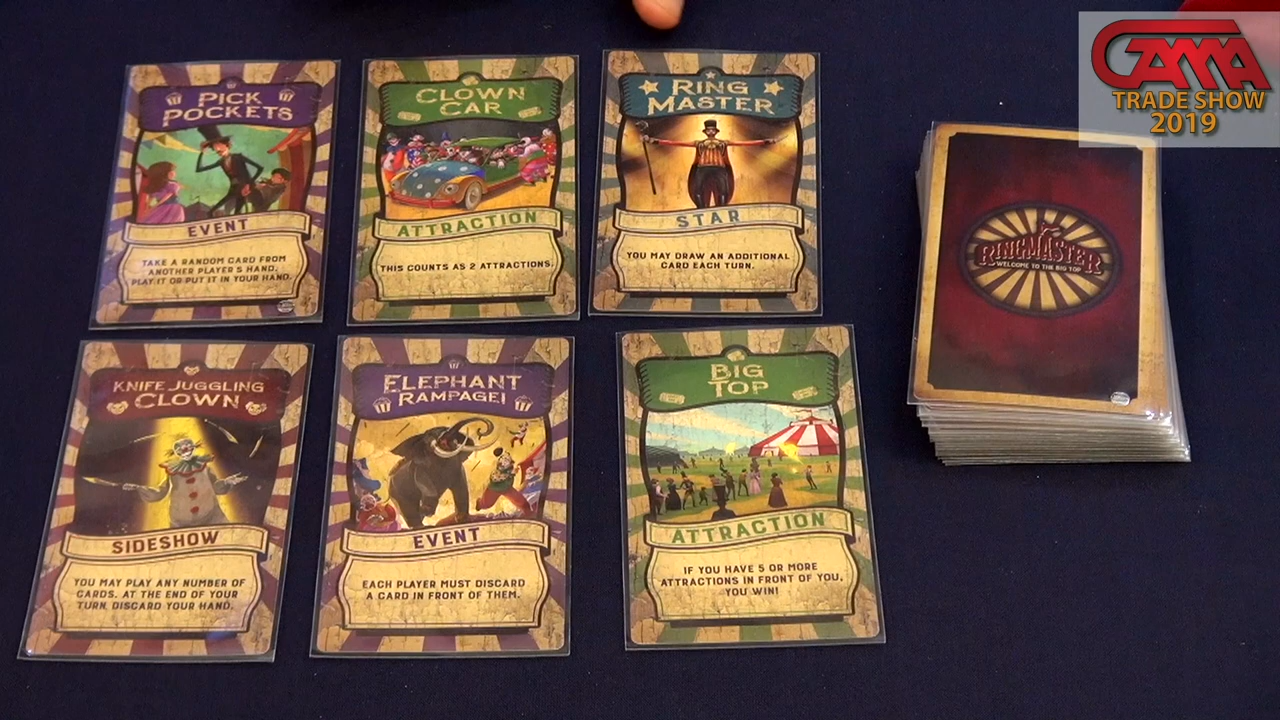 GAMA
TRADE SHOW
2019
PICK
POCKETS
EVENT
TAKE A RANDOM CARD FROM
ANOTHER PLAYER'S HAND.
PLAY IT OR PUT IT IN YOUR HAND.
CLOWN
CAR
ATTRACTION
THIS COUNTS AS 2 ATTRACTIONS.
RING
MASTER
STAR
YOU MAY DRAW AN ADDITIONAL
CARD EACH TURN.
RINGMASTER
WELCOME TO THE BIG TOP
KNIFE JUGGLING
CLOWN
SIDESHOW
YOU MAY PLAY ANY NUMBER OF
CARDS. AT THE END OF YOUR
TURN, DISCARD YOUR HAND.
ELEPHANT
RAMPAGE!
EVENT
EACH PLAYER MUST DISCARD
A CARD IN FRONT OF THEM.
BIG
TOP
ATTRACTION
IF YOU HAVE 5 OR MORE
ATTRACTIONS IN FRONT OF YOU,
YOU WIN!